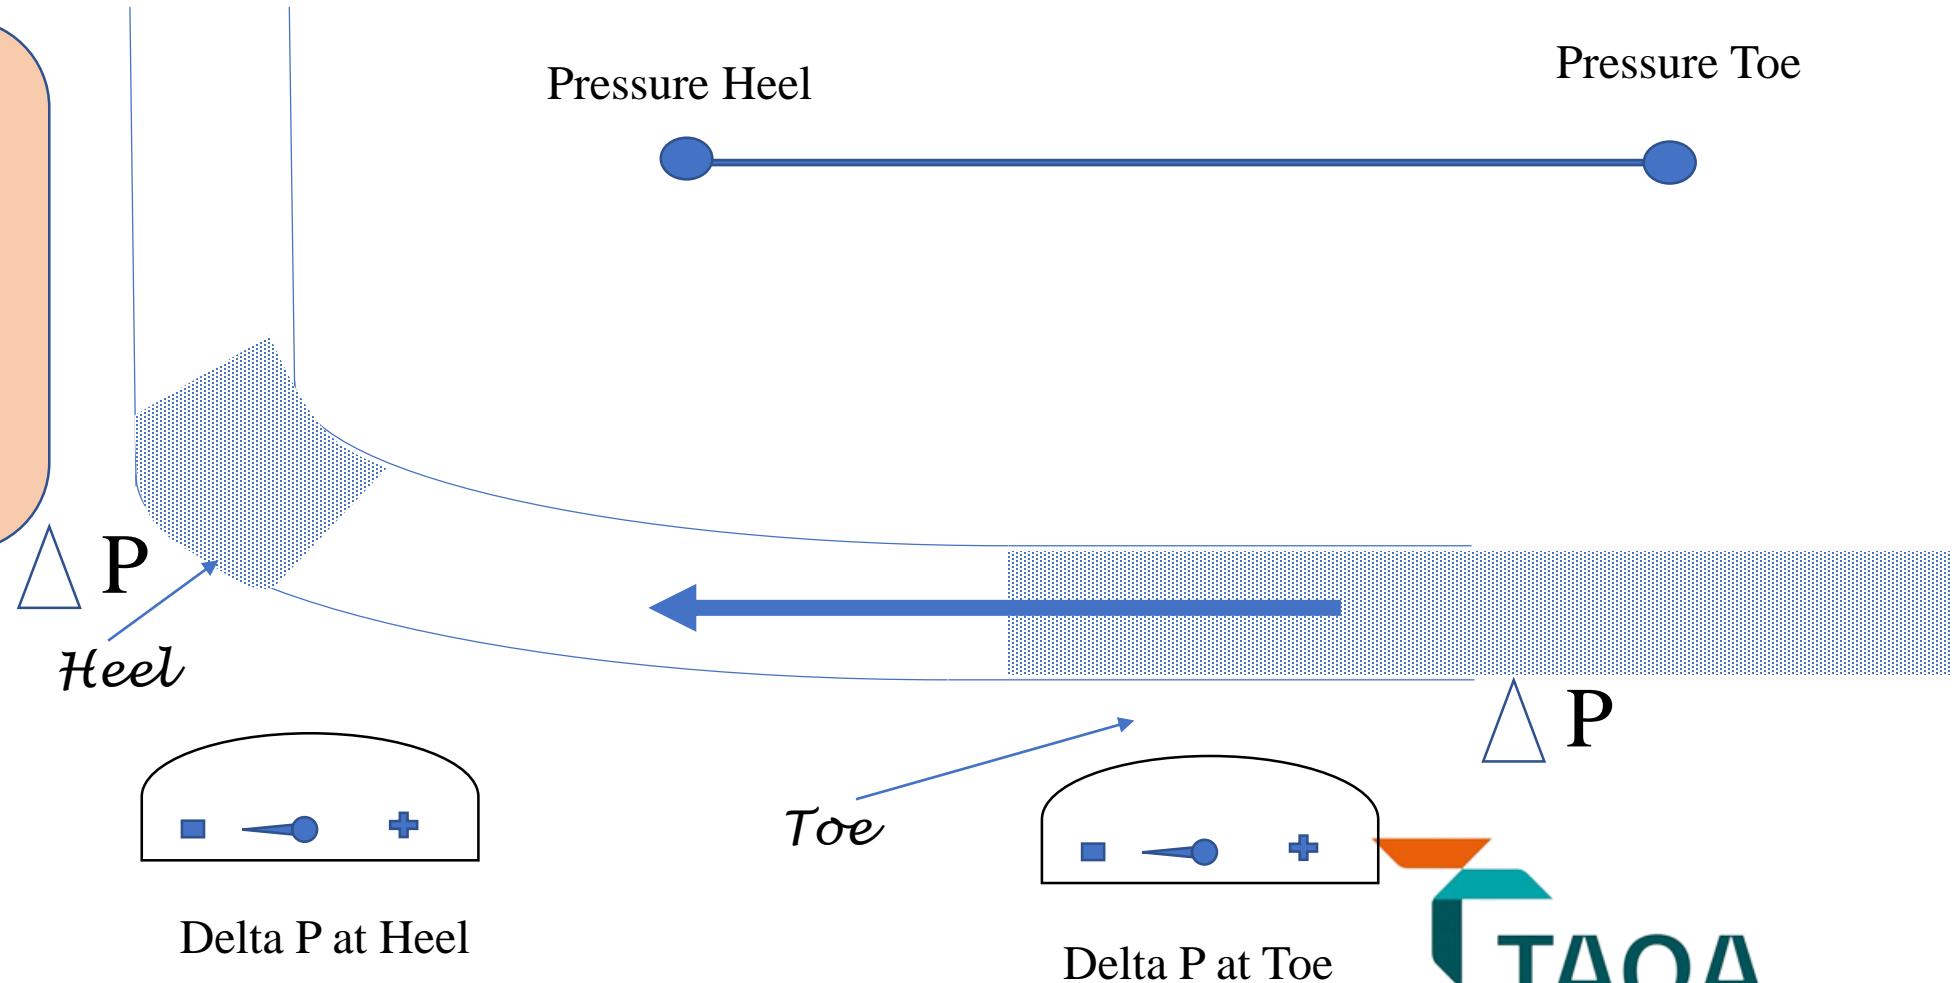 Pressure Heel
Pressure Toe
P
Heel
P
Toe
Delta P at Heel
Delta P at Toe
TAQA